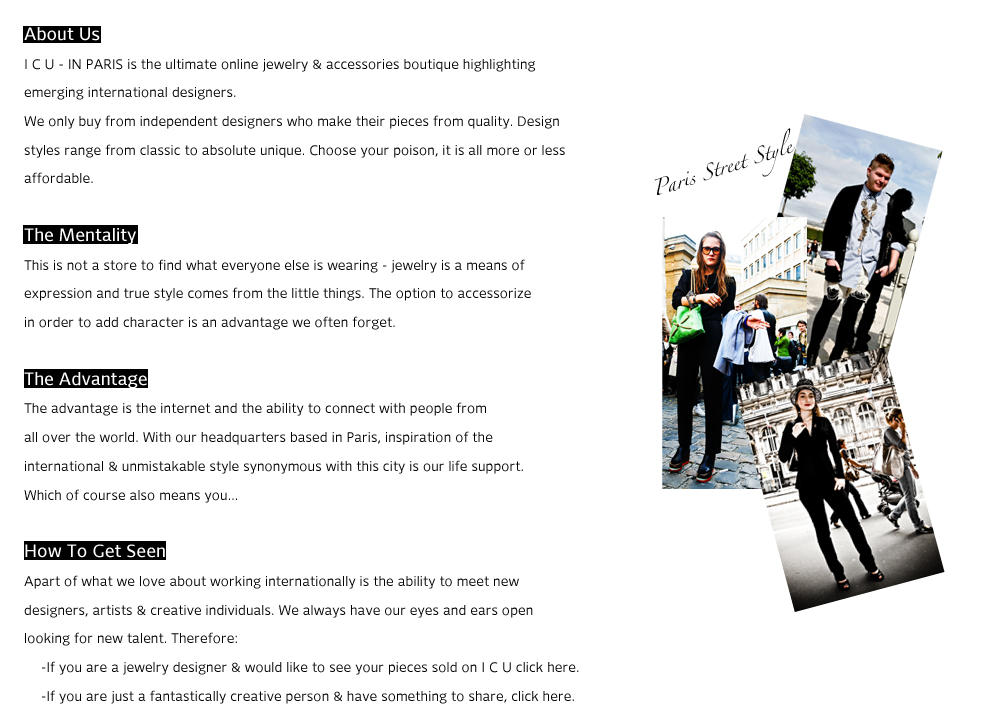 About Us
I C U - IN PARIS is the ultimate online jewelry & accessories boutique highlighting
emerging international designers.
We only buy from independent designers who make their pieces from quality. Design
styles range from classic to absolute unique. Choose your poison, it is all more or less
affordable.
The Mentality
This is not a store to find what everyone else is wearing - jewelry is a means of
expression and true style comes from the little things. The option to accessorize
in order to add character is an advantage we often forget.
The Advantage
The advantage is the internet and the ability to connect with people from
all over the world. With our headquarters based in Paris, inspiration of the
international & unmistakable style synonymous with this city is our life support.
Which of course also means you...
How To Get Seen
Apart of what we love about working internationally is the ability to meet new
designers, artists & creative individuals. We always have our eyes and ears open
looking for new talent. Therefore:
-If you are a jewelry designer & would like to see your pieces sold on I C U click here.
-If you are just a fantastically creative person & have something to share, click here.
Paris Street Style